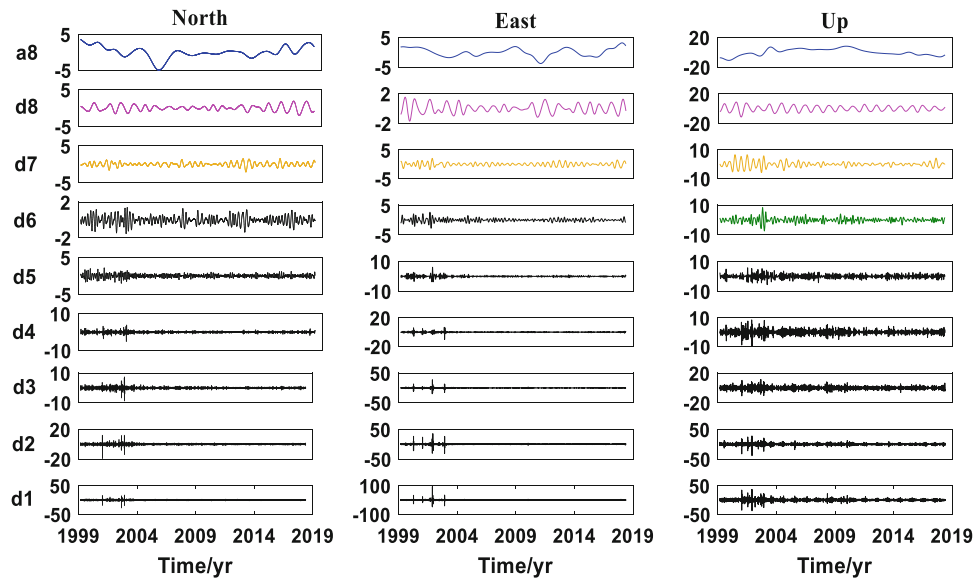 North East Up
a8 5 -5 5 -5 20 -20
d8 5 -5 2 -2 20 -20
d7 5 -5 5 -5 10 -10
d6 2 -2 5 -5 10 -10
d5 5 -5 10 -10 10 -10
d4 10 -10 20 -20 10 -10
d3 10 -10 50 -50 20 -20
d2 20 -20 50 -50 50 -50
d1 50 -50 100 -100 50 -50
1999 2004 2009 2014 2019 1999 2004 2009 2014 2019 1999 2004 2009 2014 2019
Time/yr Time/yr Time/yr